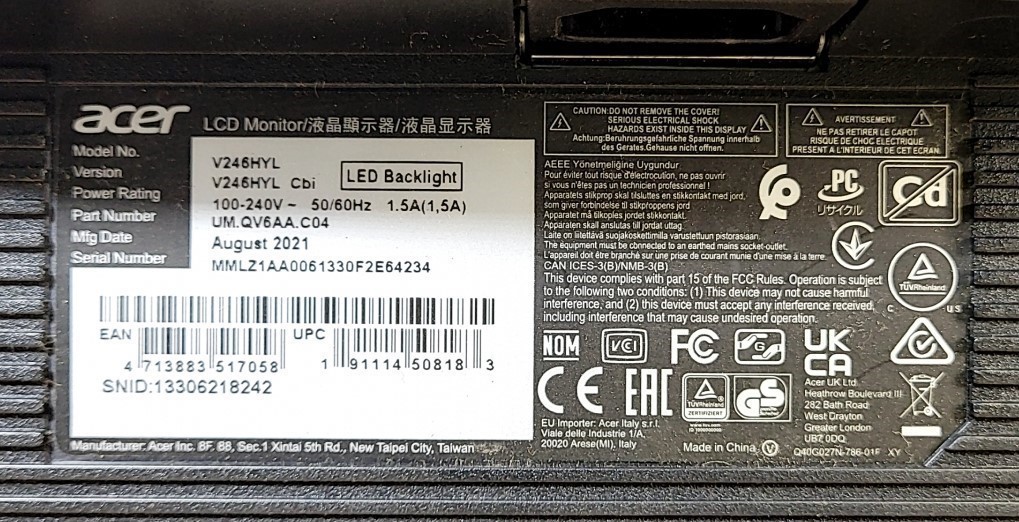 acer LCD Monitor/液晶顯示器/液晶显示器
Model No. V246HYL
Version V246HYL Cbi
LED Backlight
Power Rating 100-240V ~ 50/60Hz 1.5A(1,5A)
Part Number UM.QV6AA.C04
Mfg Date August 2021
Serial Number MMLZ1AA0061330F2E64234
EAN
4 713883 517058
UPC
1 91114 50818 3
SNID:13306218242
Manufacturer: Acer Inc. 8F, 88, Sec.1 Xintai 5th Rd., New Taipei City, Taiwan
CAUTION:DO NOT REMOVE THE COVER!
SERIOUS ELECTRICAL SHOCK
HAZARDS EXIST INSIDE THIS DISPLAY
Achtung:Beruhrungsgefahrliche Spannung innerhalb
des Gerates.Gehause nicht offnen.
AVERTISSEMENT
NE PAS RETIRER LE CAPOT
RISQUE DE CHOC ELECTRIQUE
PRESENT A L'INTERIEUR DE CET ECRAN
AEEE Yönetmeliğine Uygundur
Pour éviter tout risque d'électrocution, ne pas ouvrir
si vous n'êtes pas un technicien professionnel !
Apparatets stikprop skal tilsluttes en stikkontakt med jord,
som giver forbindelse til stikproppens jord
Apparatet må tilkoples jordet stikkontakt.
Apparaten skall anslutas till jordat uttag.
Laite on liitettävä suojakoskettimilla varustettuun pistorasiaan.
The equipment must be connected to an earthed mains socket-outlet.
L'appareil doit être branché sur une prise de courant munie d'une mise à la terre.
CAN ICES-3(B)/NMB-3(B)
This device complies with part 15 of the FCC Rules. Operation is subject
to the following two conditions: (1) This device may not cause harmful
interference, and (2) this device must accept any interference received,
including interference that may cause undesired operation.
PC
リサイクル
Cd
TÜVRheinland
C US
NOM VCI FC G
UK
CA
CE EAC
TÜVRheinland
ZERTIFIZIERT
GS
EU Importer: Acer Italy s.r.l.
Viale delle Industrie 1/A,
20020 Arese(MI), Italy
Made in China V
Acer UK Ltd
Heathrow Boulevard III
282 Bath Road
West Drayton
Greater London
UB7 0DQ
Q40G027N-786-01F XY